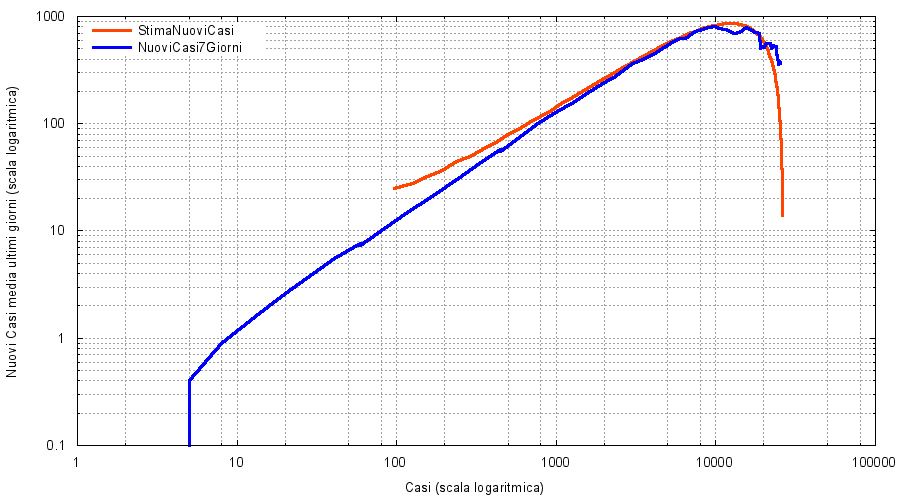 1000
StimaNuoviCasi
NuoviCasi7Giorni
100
10
1
0.1
Nuovi Casi media ultimi giorni (scala logaritmica)
1 10 100 1000 10000 100000
Casi (scala logaritmica)